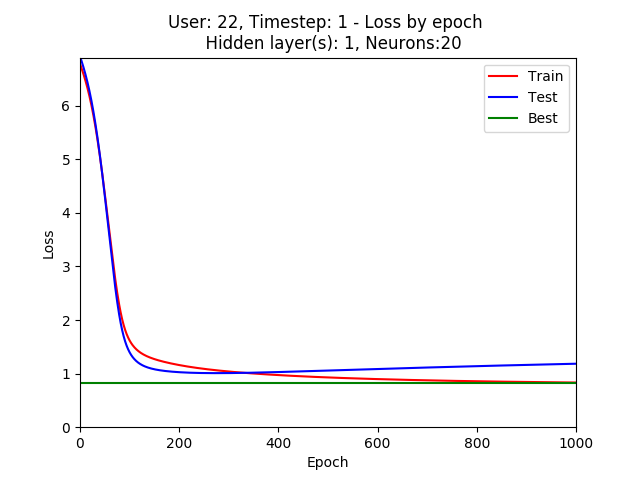 User: 22, Timestep: 1 - Loss by epoch
Hidden layer(s): 1, Neurons:20
Train
Test
Best
6
5
4
3
2
1
0
Loss
0 200 400 600 800 1000
Epoch